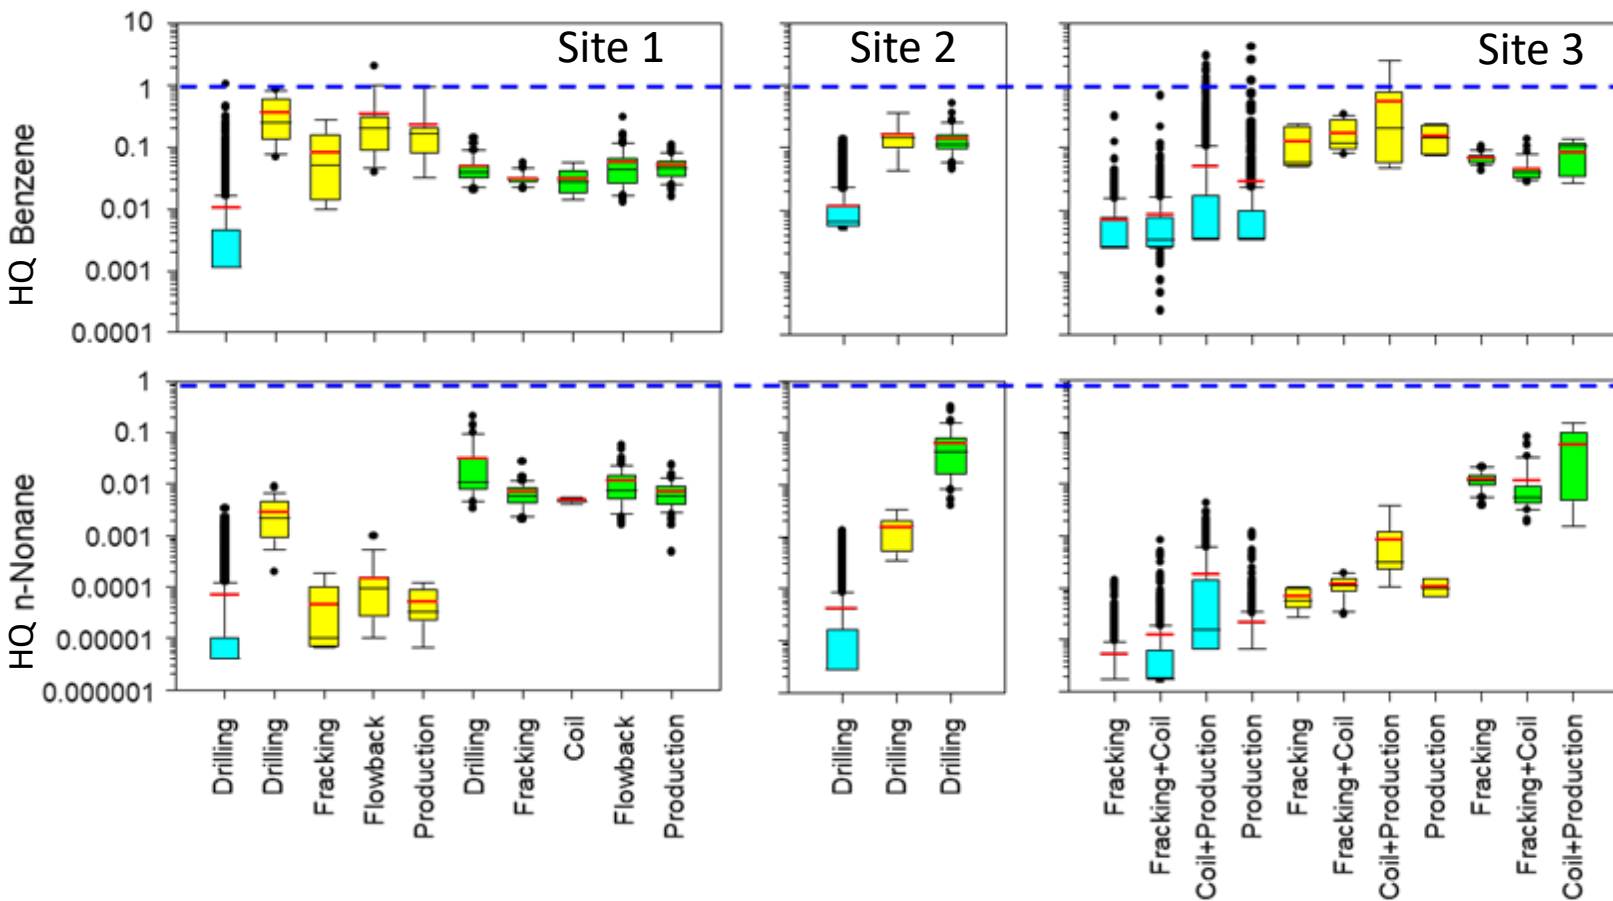 Site 1
Site 2
Site 3
HQ Benzene
10
1
0.1
0.01
0.001
0.0001
HQ n-Nonane
1
0.1
0.01
0.001
0.0001
0.00001
0.000001
Drilling
Drilling
Fracking
Flowback
Production
Drilling
Fracking
Coil
Flowback
Production
Drilling
Drilling
Drilling
Fracking
Fracking+Coil
Coil+Production
Production
Fracking
Fracking+Coil
Coil+Production
Production
Fracking
Fracking+Coil
Coil+Production